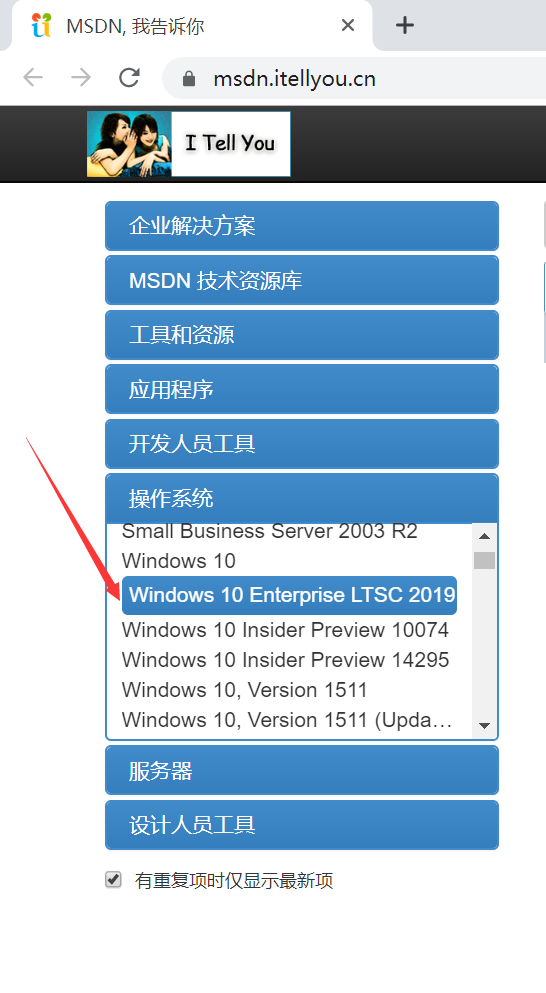 MSDN, 我告诉你
msdn.itellyou.cn
I Tell You
企业解决方案
MSDN 技术资源库
工具和资源
应用程序
开发人员工具
操作系统
Small Business Server 2003 R2
Windows 10
Windows 10 Enterprise LTSC 2019
Windows 10 Insider Preview 10074
Windows 10 Insider Preview 14295
Windows 10, Version 1511
Windows 10, Version 1511 (Upda…
服务器
设计人员工具
有重复项时仅显示最新项